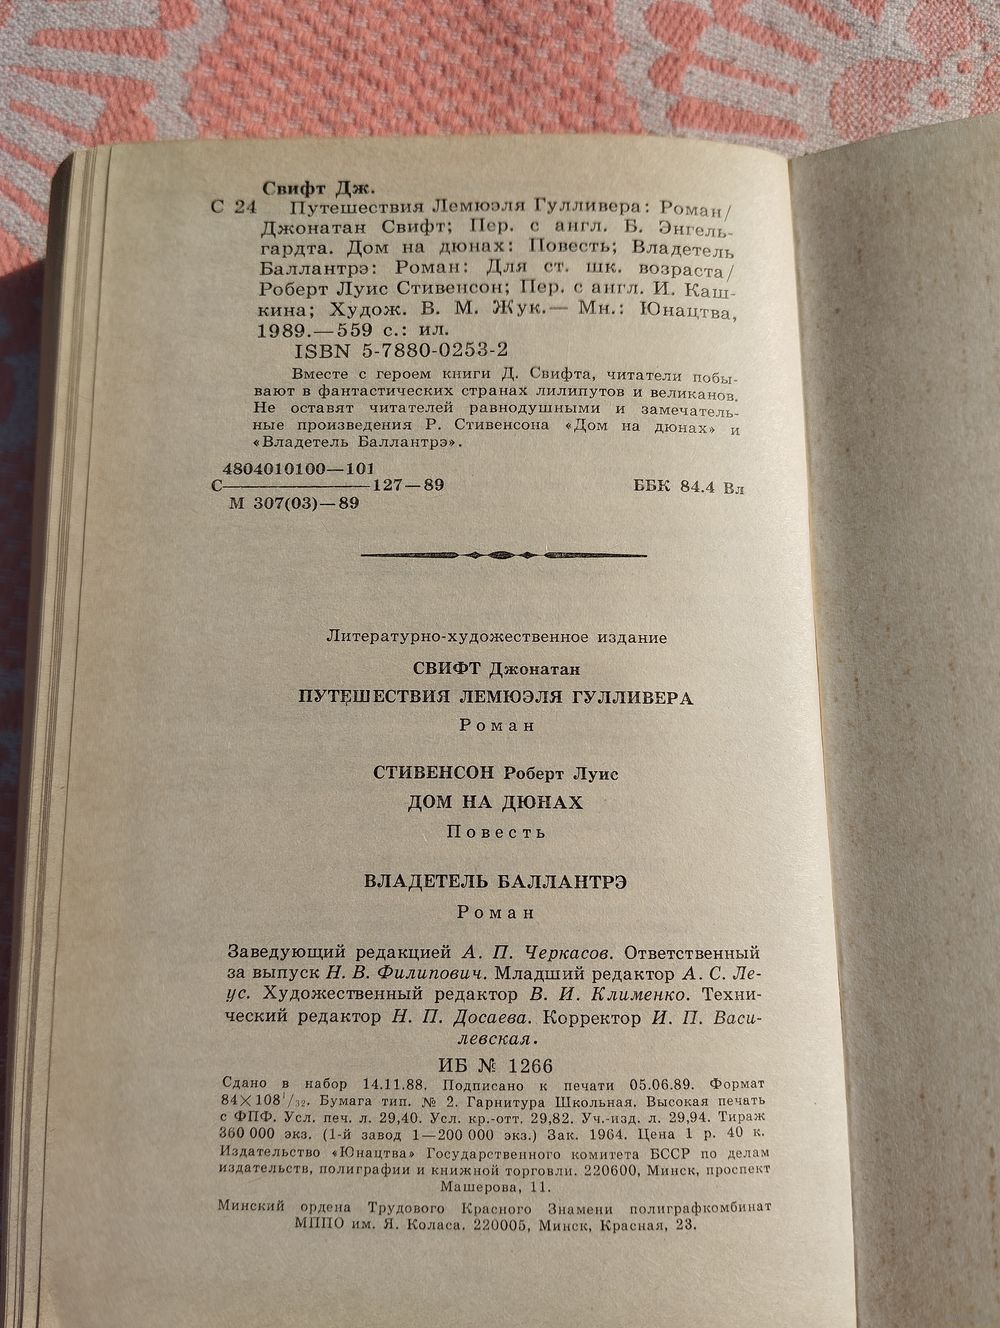 Свифт Дж.
С 24 Путешествия Лемюэля Гулливера: Роман/
Джонатан Свифт; Пер. с англ. Б. Энгель-
гардта. Дом на дюнах: Повесть; Владетель
Баллантрэ: Роман: Для ст. шк. возраста/
Роберт Луис Стивенсон; Пер. с англ. И. Каш-
кина; Худож. В. М. Жук.— Мн.: Юнацтва,
1989.—559 с.: ил.
ISBN 5-7880-0253-2
Вместе с героем книги Д. Свифта, читатели побы-
вают в фантастических странах лилипутов и великанов.
Не оставят читателей равнодушными и замечатель-
ные произведения Р. Стивенсона «Дом на дюнах» и
«Владетель Баллантрэ».
4804010100—101
С————127—89 ББК 84.4 Вл
М 307(03)—89
Литературно-художественное издание
СВИФТ Джонатан
ПУТЕШЕСТВИЯ ЛЕМЮЭЛЯ ГУЛЛИВЕРА
Роман
СТИВЕНСОН Роберт Луис
ДОМ НА ДЮНАХ
Повесть
ВЛАДЕТЕЛЬ БАЛЛАНТРЭ
Роман
Заведующий редакцией А. П. Черкасов. Ответственный
за выпуск Н. В. Филипович. Младший редактор А. С. Ле-
ус. Художественный редактор В. И. Клименко. Техни-
ческий редактор Н. П. Досаева. Корректор И. П. Васи-
левская.
ИБ № 1266
Сдано в набор 14.11.88. Подписано к печати 05.06.89. Формат
84×108¹/₃₂. Бумага тип. № 2. Гарнитура Школьная. Высокая печать
с ФПФ. Усл. печ. л. 29,40. Усл. кр.-отт. 29,82. Уч.-изд. л. 29,94. Тираж
360 000 экз. (1-й завод 1—200 000 экз.) Зак. 1964. Цена 1 р. 40 к.
Издательство «Юнацтва» Государственного комитета БССР по делам
издательств, полиграфии и книжной торговли. 220600, Минск, проспект
Машерова, 11.
Минский ордена Трудового Красного Знамени полиграфкомбинат
МППО им. Я. Коласа. 220005, Минск, Красная, 23.